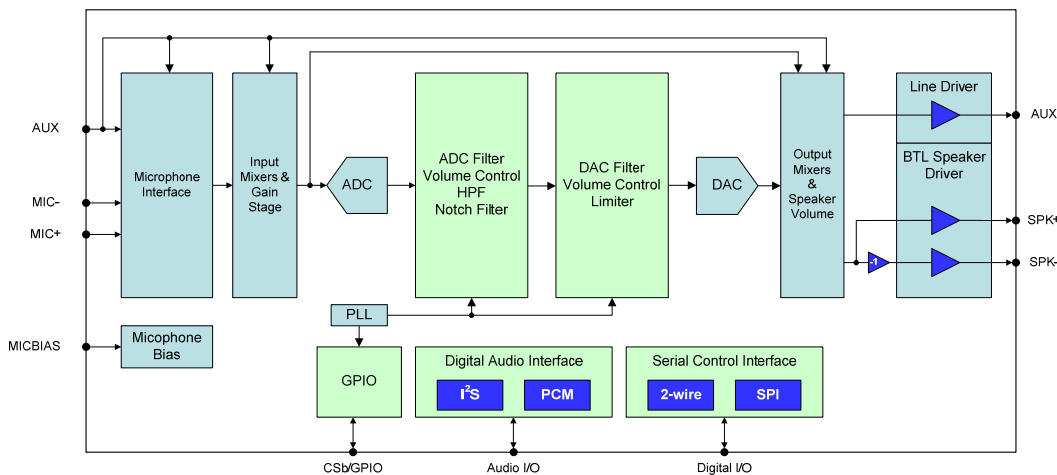 AUX
MIC–
MIC+
MICBIAS
Microphone
Interface
Input
Mixers &
Gain
Stage
ADC
ADC Filter
Volume Control
HPF
Notch Filter
DAC Filter
Volume Control
Limiter
DAC
Output
Mixers
&
Speaker
Volume
Line Driver
BTL Speaker
Driver
-1
AUX
SPK+
SPK-
Micophone
Bias
PLL
GPIO
Digital Audio Interface
I²S
PCM
Serial Control Interface
2-wire
SPI
CSb/GPIO
Audio I/O
Digital I/O